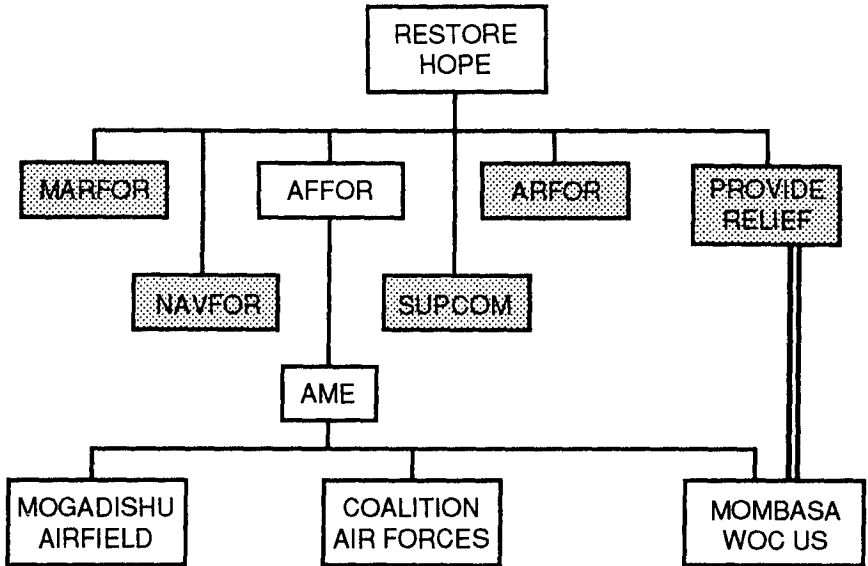 RESTORE
HOPE
MARFOR
AFFOR
ARFOR
PROVIDE
RELIEF
NAVFOR
SUPCOM
AME
MOGADISHU
AIRFIELD
COALITION
AIR FORCES
MOMBASA
WOC US